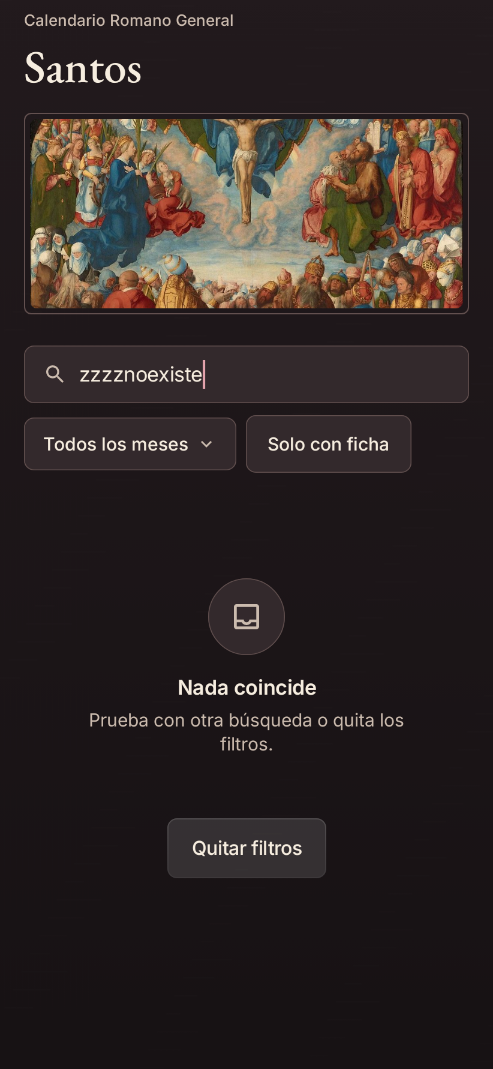 Calendario Romano General
Santos
zzzznoexiste
Todos los meses
Solo con ficha
Nada coincide
Prueba con otra búsqueda o quita los
filtros.
Quitar filtros